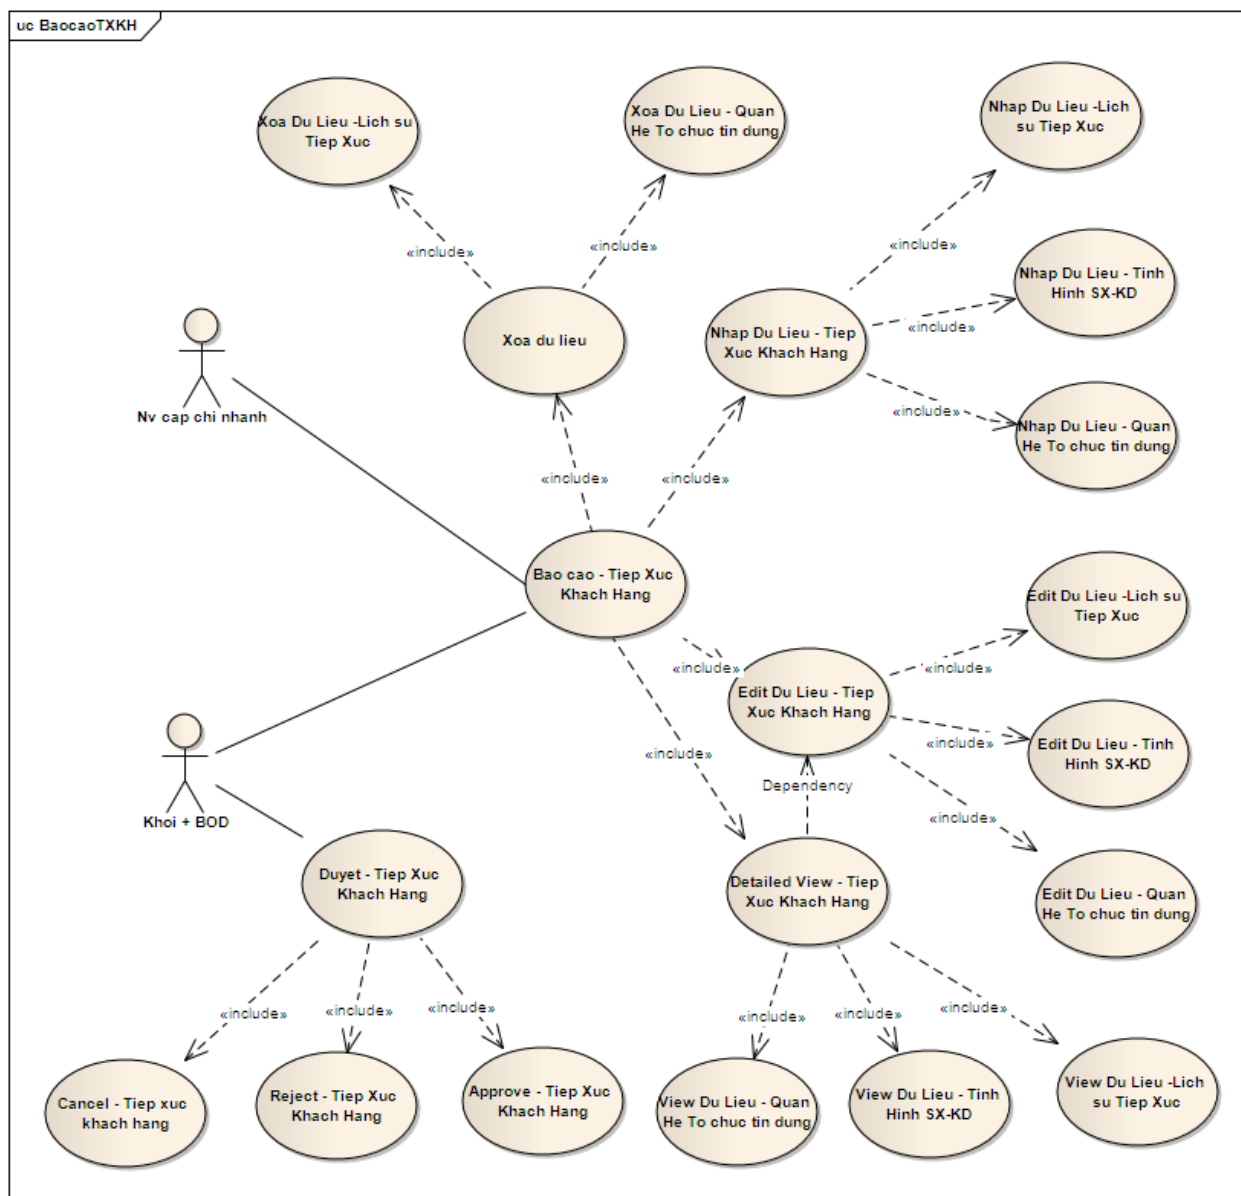 uc BaocaoTXKH
Xoa Du Lieu -Lich su
Tiep Xuc
Xoa Du Lieu - Quan
He To chuc tin dung
Nhap Du Lieu -Lich
su Tiep Xuc
«include»
«include»
«include»
Nhap Du Lieu - Tinh
Hinh SX-KD
«include»
Xoa du lieu
Nhap Du Lieu - Tiep
Xuc Khach Hang
Nv cap chi nhanh
«include»
Nhap Du Lieu - Quan
He To chuc tin dung
«include»
«include»
Bao cao - Tiep Xuc
Khach Hang
Edit Du Lieu -Lich su
Tiep Xuc
«include»
«include»
Edit Du Lieu - Tiep
Xuc Khach Hang
«include»
«include»
Edit Du Lieu - Tinh
Hinh SX-KD
Dependency
«include»
Khoi + BOD
Duyet - Tiep Xuc
Khach Hang
Detailed View - Tiep
Xuc Khach Hang
Edit Du Lieu - Quan
He To chuc tin dung
«include»
«include»
«include»
«include»
«include»
«include»
Cancel - Tiep xuc
khach hang
Reject - Tiep Xuc
Khach Hang
Approve - Tiep Xuc
Khach Hang
View Du Lieu - Quan
He To chuc tin dung
View Du Lieu - Tinh
Hinh SX-KD
View Du Lieu -Lich
su Tiep Xuc